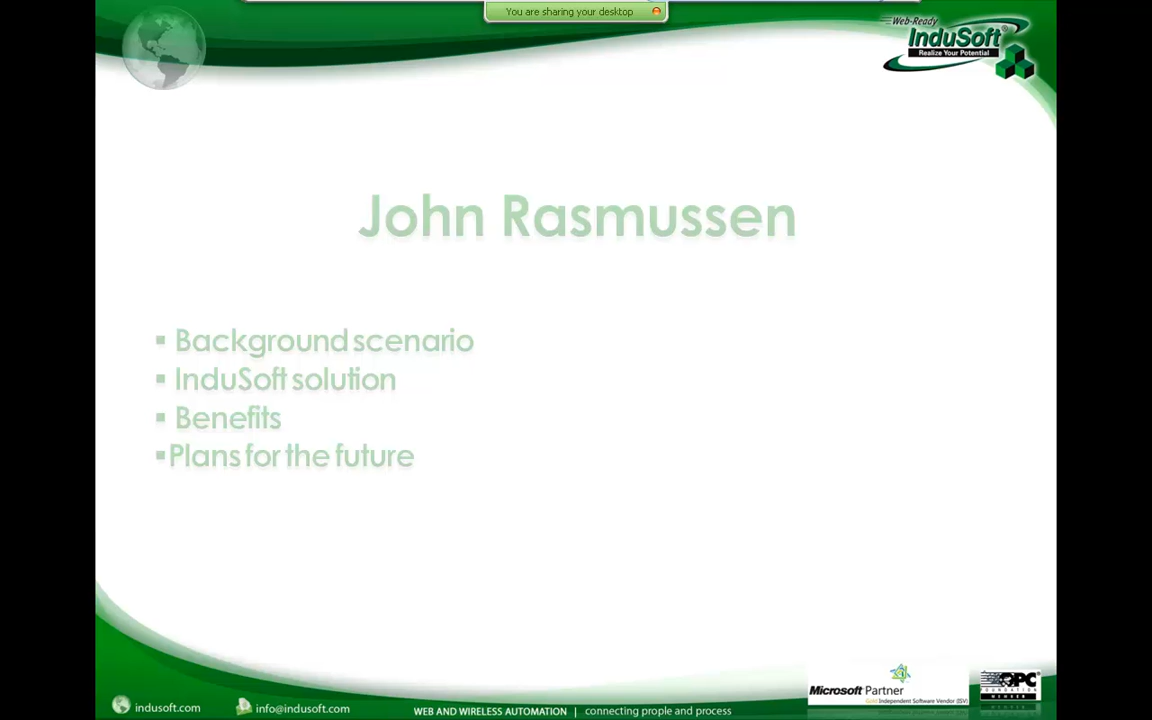 You are sharing your desktop
Web-Ready
InduSoft
Realize Your Potential
John Rasmussen
▪ Background scenario
▪ InduSoft solution
▪ Benefits
▪Plans for the future
Microsoft Partner
Gold Independent Software Vendor (ISV)
OPC
FOUNDATION
MEMBER
indusoft.com
info@indusoft.com
WEB AND WIRELESS AUTOMATION | connecting prople and process